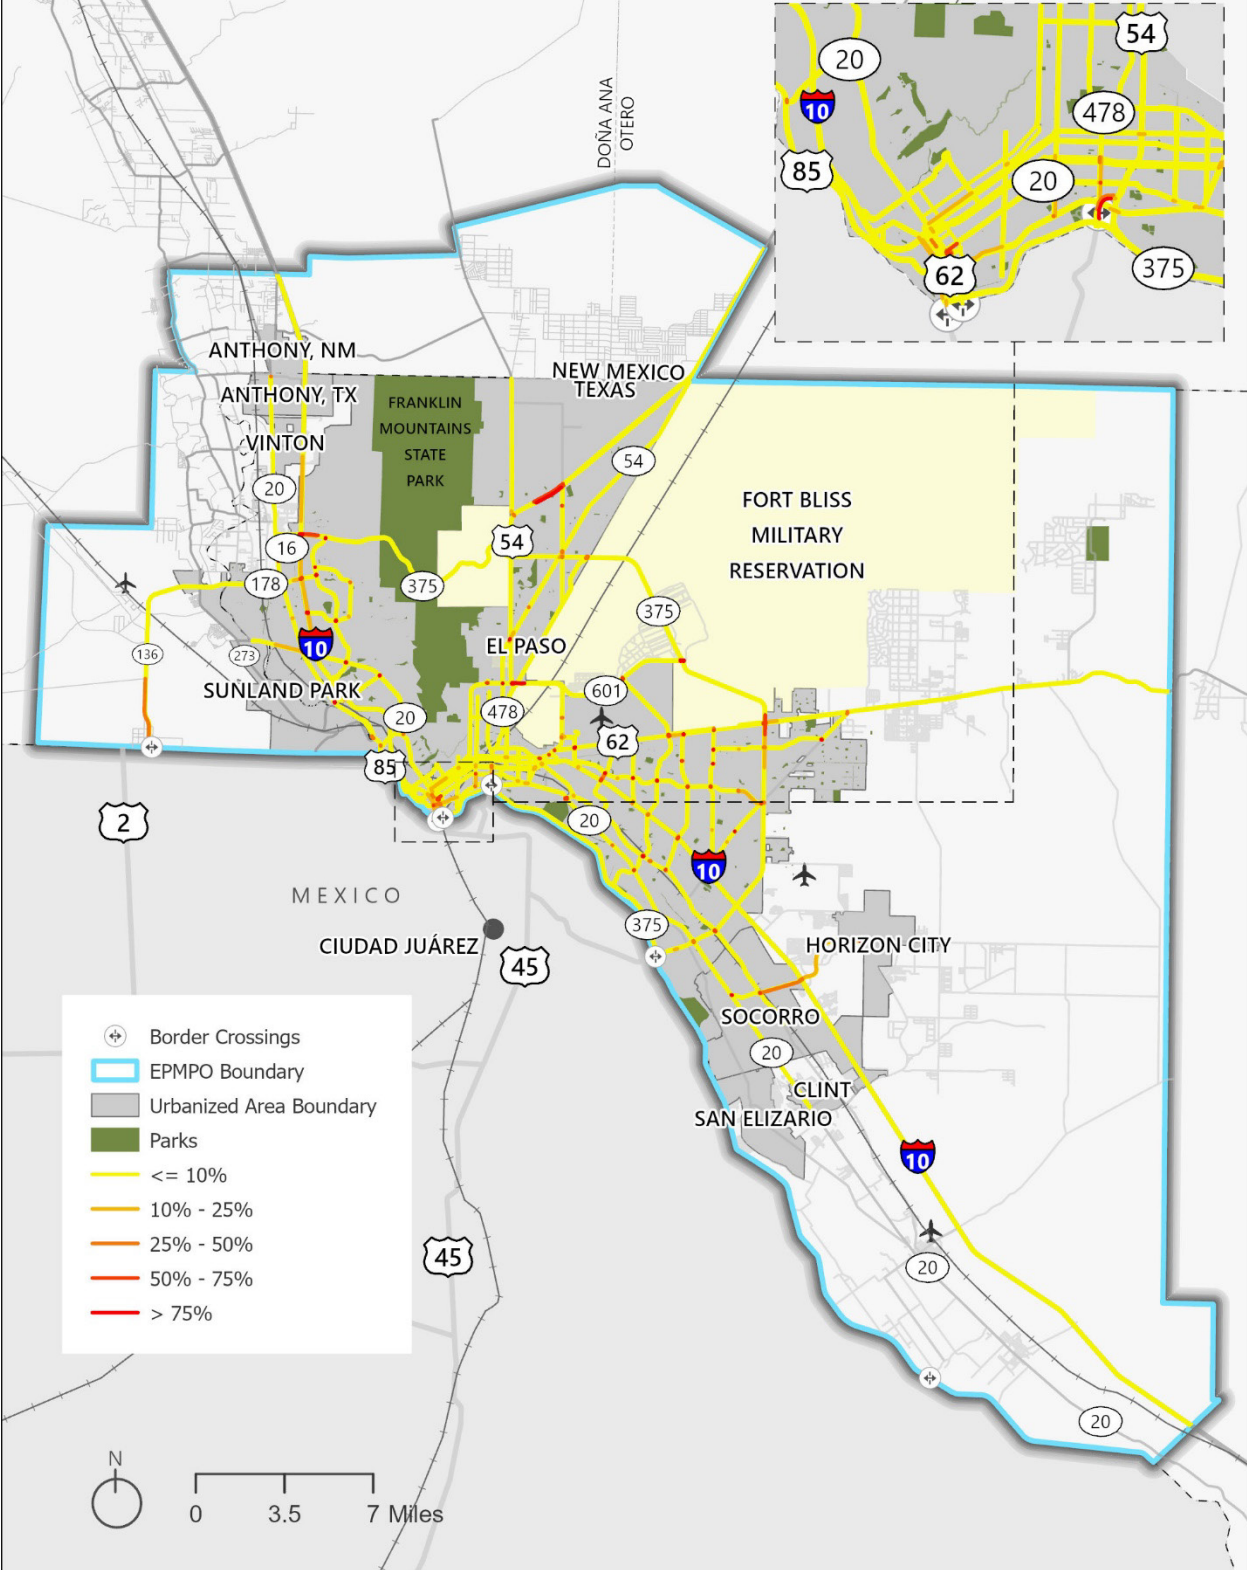 54
20
10
478
85
20
62
375
DOÑA ANA
OTERO
ANTHONY, NM
NEW MEXICO
TEXAS
ANTHONY, TX
FRANKLIN
MOUNTAINS
STATE
PARK
VINTON
54
20
FORT BLISS
MILITARY
RESERVATION
54
16
178
375
375
10
EL PASO
136
273
SUNLAND PARK
601
20
478
62
85
2
20
10
MEXICO
375
CIUDAD JUÁREZ
45
HORIZON CITY
SOCORRO
20
CLINT
SAN ELIZARIO
10
45
20
20
Border Crossings
EPMPO Boundary
Urbanized Area Boundary
Parks
<= 10%
10% - 25%
25% - 50%
50% - 75%
> 75%
N
0 3.5 7 Miles